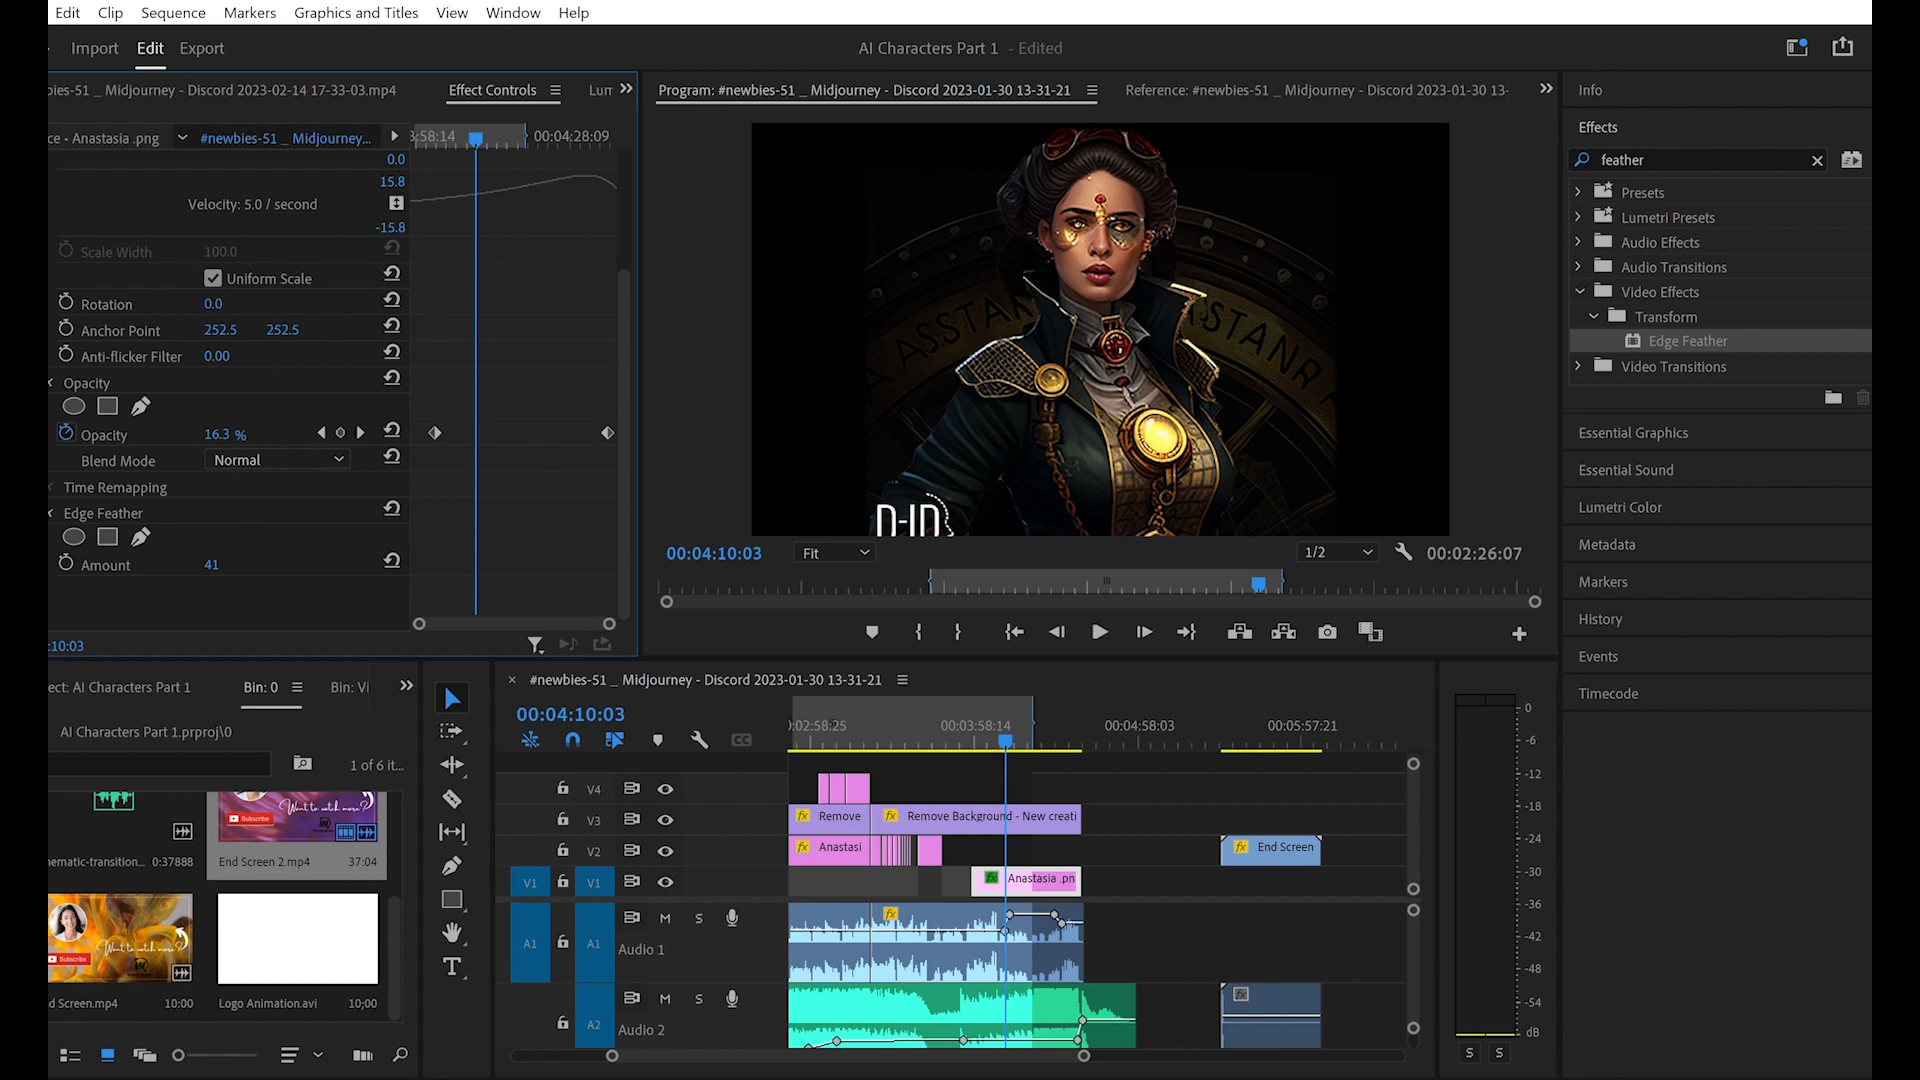 Edit Clip Sequence Markers Graphics and Titles View Window Help
Import Edit Export
AI Characters Part 1 - Edited
bies-51 _ Midjourney - Discord 2023-02-14 17-33-03.mp4
Effect Controls
Lum
Program: #newbies-51 _ Midjourney - Discord 2023-01-30 13-31-21
Reference: #newbies-51 _ Midjourney - Discord 2023-01-30 13-
Info
Effects
feather
Presets
Lumetri Presets
Audio Effects
Audio Transitions
Video Effects
Transform
Edge Feather
Video Transitions
Essential Graphics
Essential Sound
Lumetri Color
Metadata
Markers
History
Events
Timecode
ce • Anastasia .png
#newbies-51 _ Midjourney...
3:58:14
00:04:28:09
0.0
15.8
Velocity: 5.0 / second
-15.8
Scale Width 100.0
Uniform Scale
Rotation 0.0
Anchor Point 252.5 252.5
Anti-flicker Filter 0.00
Opacity
Opacity 16.3 %
Blend Mode Normal
Time Remapping
Edge Feather
Amount 41
:10:03
D-ID
00:04:10:03
Fit
1/2
00:02:26:07
ect: AI Characters Part 1
Bin: 0
Bin: Vi
AI Characters Part 1.prproj\0
1 of 6 it...
Want to watch more?
Subscribe
nematic-transition... 0:37888
End Screen 2.mp4 37:04
Want to watch more?
Subscribe
d Screen.mp4 10:00
Logo Animation.avi 10;00
#newbies-51 _ Midjourney - Discord 2023-01-30 13-31-21
00:04:10:03
):02:58:25 00:03:58:14 00:04:58:03 00:05:57:21
V4
V3
fx Remove
fx Remove Background - New creati
V2
fx Anastasi
fx End Screen
V1 V1
fx Anastasia .pn
A1 A1 M S
fx
Audio 1
A2 M S
fx
Audio 2
0
-6
-12
-18
-24
-30
-36
-42
-48
-54
dB
S S